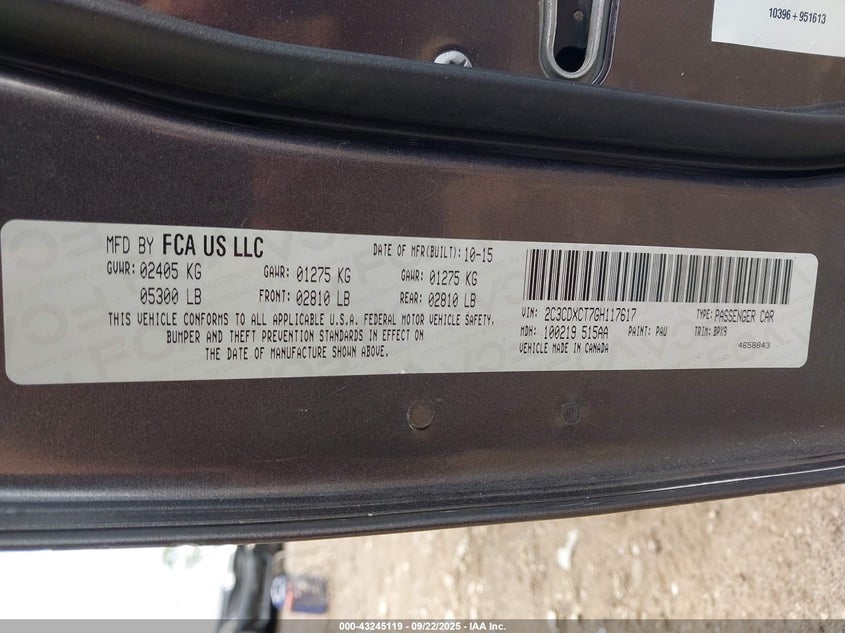 10396+951613
MFD BY FCA US LLC
DATE OF MFR(BUILT): 10-15
GVWR: 02405 KG
GAWR: 01275 KG
GAWR: 01275 KG
05300 LB
FRONT: 02810 LB
REAR: 02810 LB
THIS VEHICLE CONFORMS TO ALL APPLICABLE U.S.A. FEDERAL MOTOR VEHICLE SAFETY,
BUMPER AND THEFT PREVENTION STANDARDS IN EFFECT ON
THE DATE OF MANUFACTURE SHOWN ABOVE.
VIN: 2C3CDXCT7GH117617
TYPE: PASSENGER CAR
MDH: 100219 515AA
PAINT: PAU
TRIM: BPX9
VEHICLE MADE IN CANADA
4658843
000-43245119 - 09/22/2025 - IAA Inc.